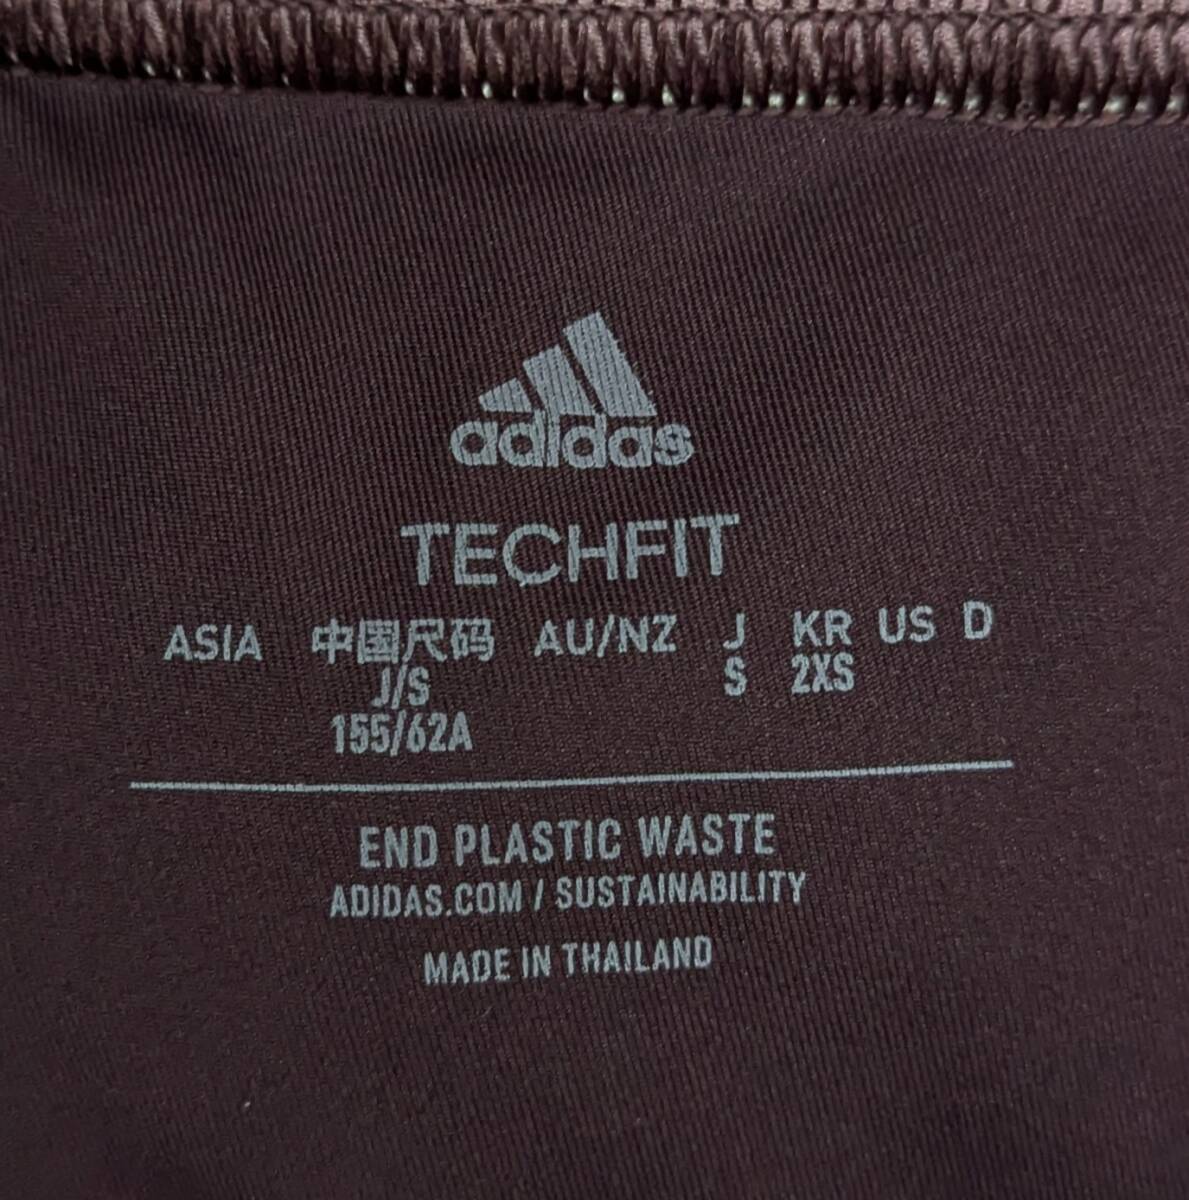 adidas
TECHFIT
ASIA 中国尺码 AU/NZ J KR US D
J/S S 2XS
155/62A
END PLASTIC WASTE
ADIDAS.COM / SUSTAINABILITY
MADE IN THAILAND